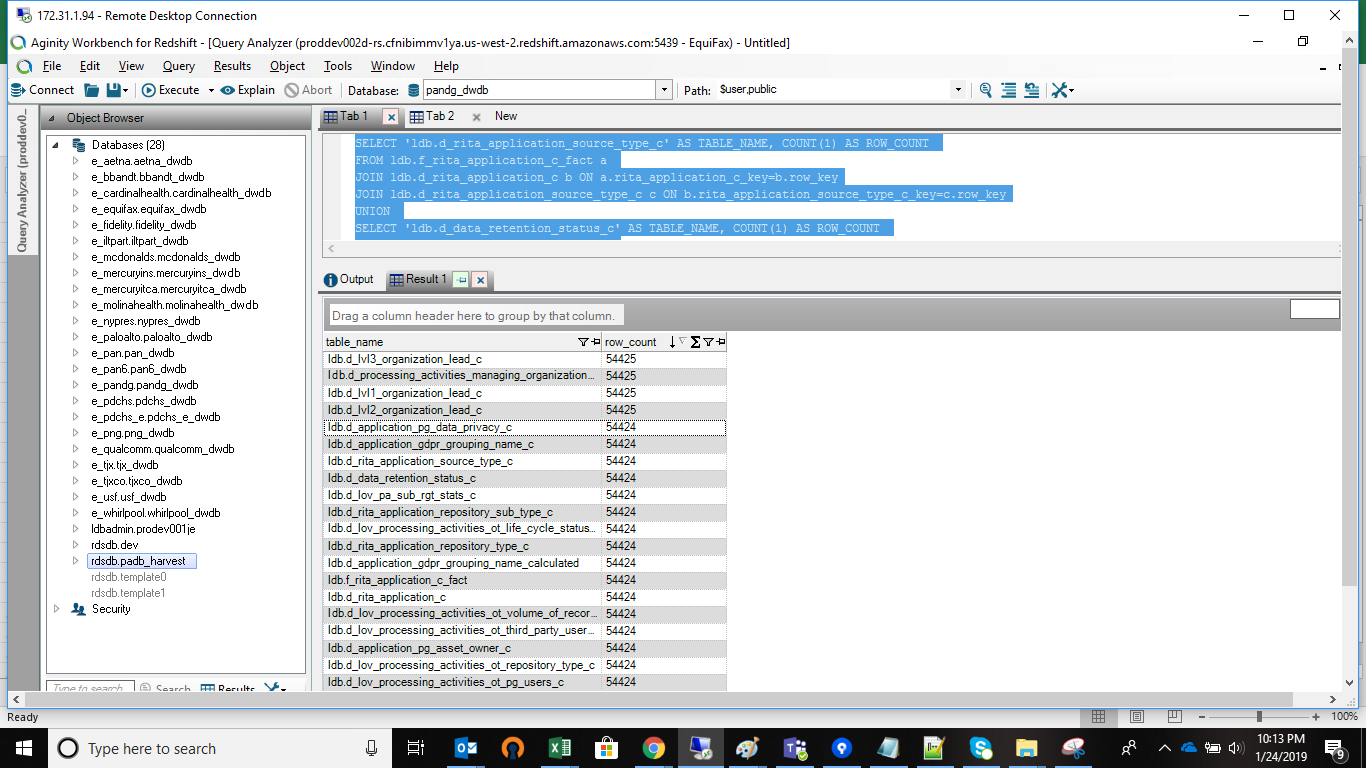 172.31.1.94 - Remote Desktop Connection
Aginity Workbench for Redshift - [Query Analyzer (proddev002d-rs.cfnibimmv1ya.us-west-2.redshift.amazonaws.com:5439 - EquiFax) - Untitled]
File Edit View Query Results Object Tools Window Help
Connect Execute Explain Abort Database: pandg_dwdb Path: $user,public
Query Analyzer (proddev0...
Object Browser
Databases (28)
e_aetna.aetna_dwdb
e_bbandt.bbandt_dwdb
e_cardinalhealth.cardinalhealth_dwdb
e_equifax.equifax_dwdb
e_fidelity.fidelity_dwdb
e_iltpart.iltpart_dwdb
e_mcdonalds.mcdonalds_dwdb
e_mercuryins.mercuryins_dwdb
e_mercuryitca.mercuryitca_dwdb
e_molinahealth.molinahealth_dwdb
e_nypres.nypres_dwdb
e_paloalto.paloalto_dwdb
e_pan.pan_dwdb
e_pan6.pan6_dwdb
e_pandg.pandg_dwdb
e_pdchs.pdchs_dwdb
e_pdchs_e.pdchs_e_dwdb
e_png.png_dwdb
e_qualcomm.qualcomm_dwdb
e_tjx.tjx_dwdb
e_tjxco.tjxco_dwdb
e_usf.usf_dwdb
e_whirlpool.whirlpool_dwdb
ldbadmin.prodev001je
rdsdb.dev
rdsdb.padb_harvest
rdsdb.template0
rdsdb.template1
Security
Type to search Search Results
Tab 1 Tab 2 New
SELECT 'ldb.d_rita_application_source_type_c' AS TABLE_NAME, COUNT(1) AS ROW_COUNT
FROM ldb.f_rita_application_c_fact a
JOIN ldb.d_rita_application_c b ON a.rita_application_c_key=b.row_key
JOIN ldb.d_rita_application_source_type_c c ON b.rita_application_source_type_c_key=c.row_key
UNION
SELECT 'ldb.d_data_retention_status_c' AS TABLE_NAME, COUNT(1) AS ROW_COUNT
Output Result 1
Drag a column header here to group by that column.
table_name row_count
ldb.d_lvl3_organization_lead_c 54425
ldb.d_processing_activities_managing_organization... 54425
ldb.d_lvl1_organization_lead_c 54425
ldb.d_lvl2_organization_lead_c 54425
ldb.d_application_pg_data_privacy_c 54424
ldb.d_application_gdpr_grouping_name_c 54424
ldb.d_rita_application_source_type_c 54424
ldb.d_data_retention_status_c 54424
ldb.d_lov_pa_sub_rgt_stats_c 54424
ldb.d_rita_application_repository_sub_type_c 54424
ldb.d_lov_processing_activities_ot_life_cycle_status... 54424
ldb.d_rita_application_repository_type_c 54424
ldb.d_application_gdpr_grouping_name_calculated 54424
ldb.f_rita_application_c_fact 54424
ldb.d_rita_application_c 54424
ldb.d_lov_processing_activities_ot_volume_of_recor... 54424
ldb.d_lov_processing_activities_ot_third_party_user... 54424
ldb.d_application_pg_asset_owner_c 54424
ldb.d_lov_processing_activities_ot_repository_type_c 54424
ldb.d_lov_processing_activities_ot_pg_users_c 54424
Ready 100%
Type here to search
10:13 PM
1/24/2019
9